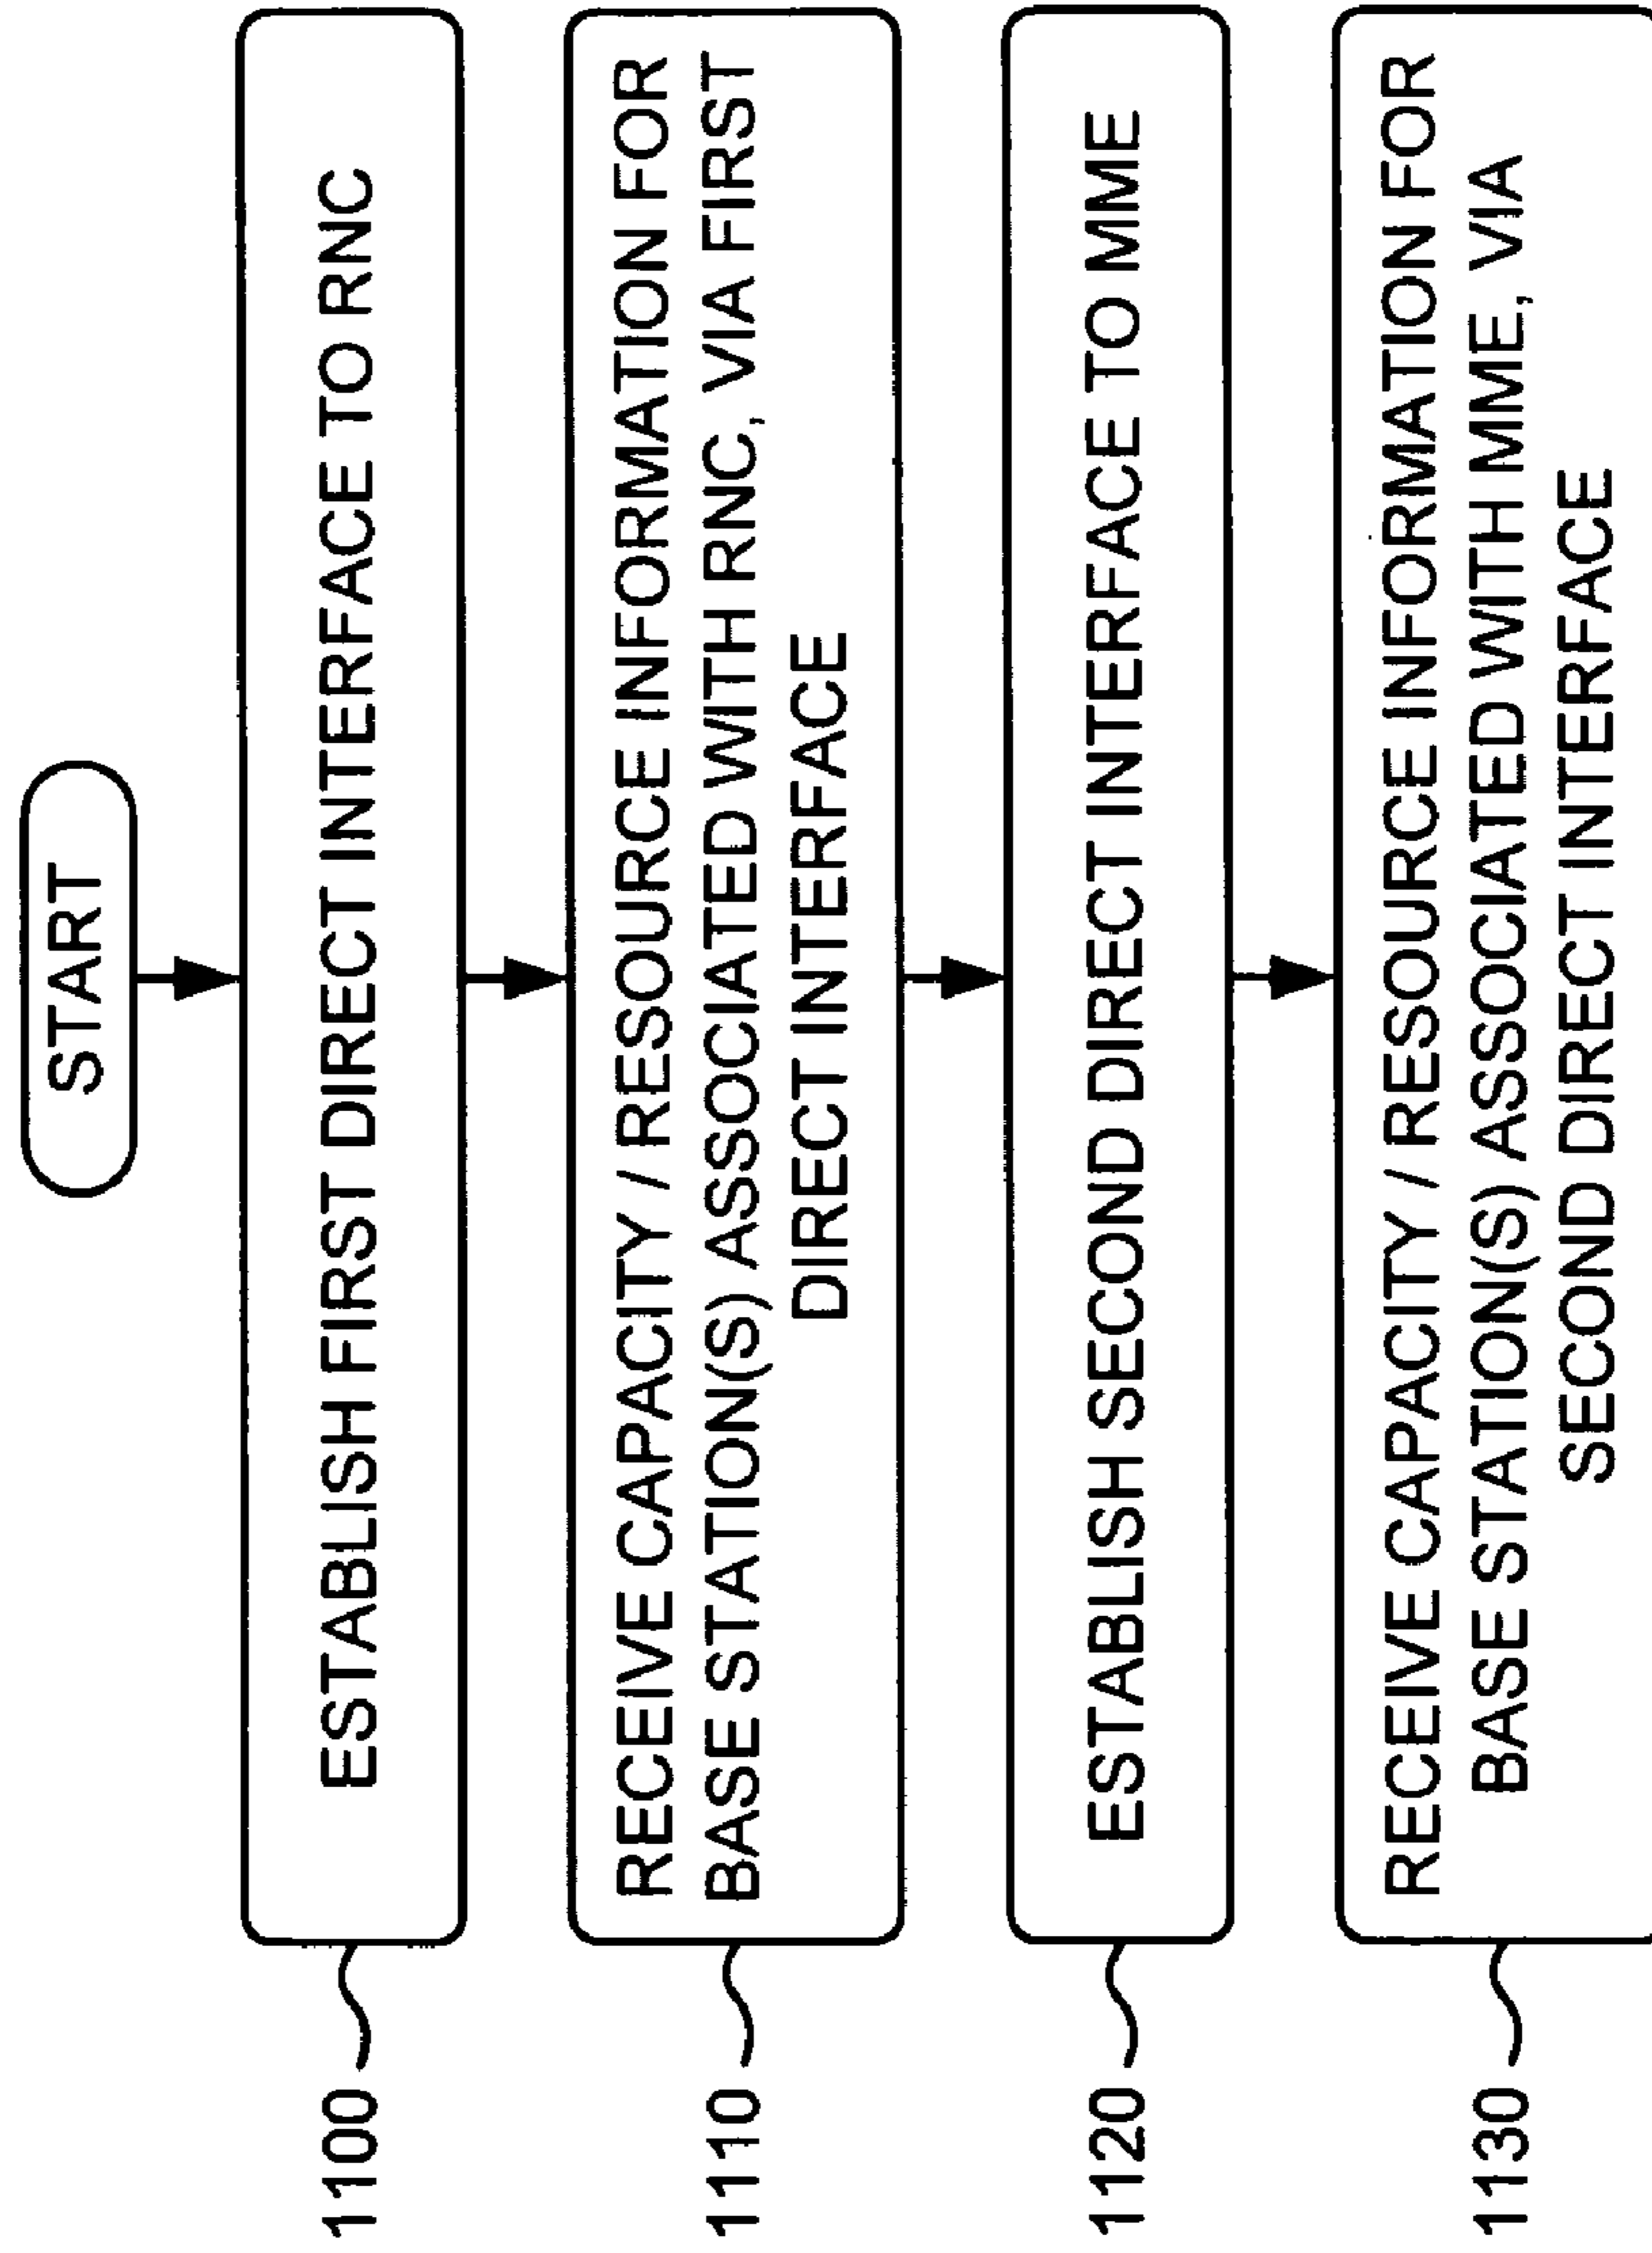 START
1100
ESTABLISH FIRST DIRECT INTERFACE TO RNC
1110
RECEIVE CAPACITY / RESOURCE INFORMATION FOR
BASE STATION(S) ASSOCIATED WITH RNC, VIA FIRST
DIRECT INTERFACE
1120
ESTABLISH SECOND DIRECT INTERFACE TO MME
1130
RECEIVE CAPACITY / RESOURCE INFORMATION FOR
BASE STATION(S) ASSOCIATED WITH MME, VIA
SECOND DIRECT INTERFACE